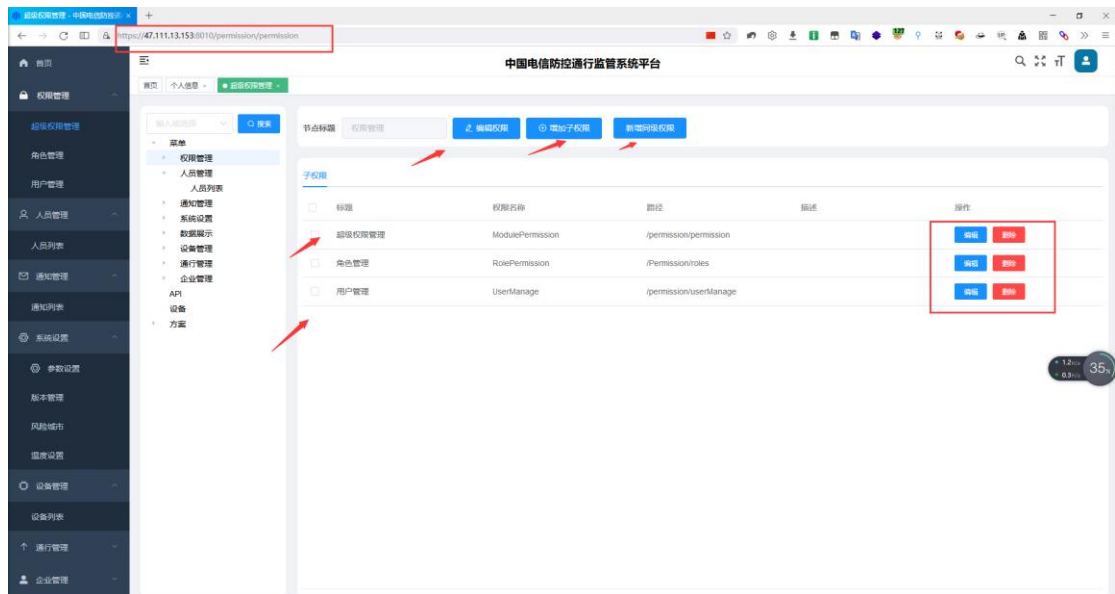 超级权限管理 - 中国电信防控通
https://47.111.13.153:8010/permission/permission
127
首页
中国电信防控通行监管系统平台
首页 个人信息 超级权限管理
权限管理
超级权限管理
角色管理
用户管理
人员管理
人员列表
通知管理
通知列表
系统设置
参数设置
版本管理
风险城市
温度设置
设备管理
设备列表
通行管理
企业管理
搜索
菜单
权限管理
人员管理
人员列表
通知管理
系统设置
数据展示
设备管理
通行管理
企业管理
API
设备
方案
节点标题 权限管理 编辑权限 增加子权限 新增同级权限
子权限
标题 权限名称 路径 描述 操作
超级权限管理 ModulePermission /permission/permission 编辑 删除
角色管理 RolePermission /Permission/roles 编辑 删除
用户管理 UserManage /permission/userManage 编辑 删除
1.2
0.3
35%